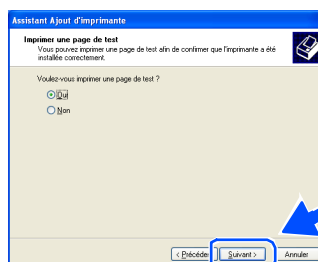 Assistant Ajout d'imprimante
Imprimer une page de test
Vous pouvez imprimer une page de test afin de confirmer que l'imprimante a été
installée correctement.
Voulez-vous imprimer une page de test ?
Oui
Non
< Précéde
Suivant >
Annuler